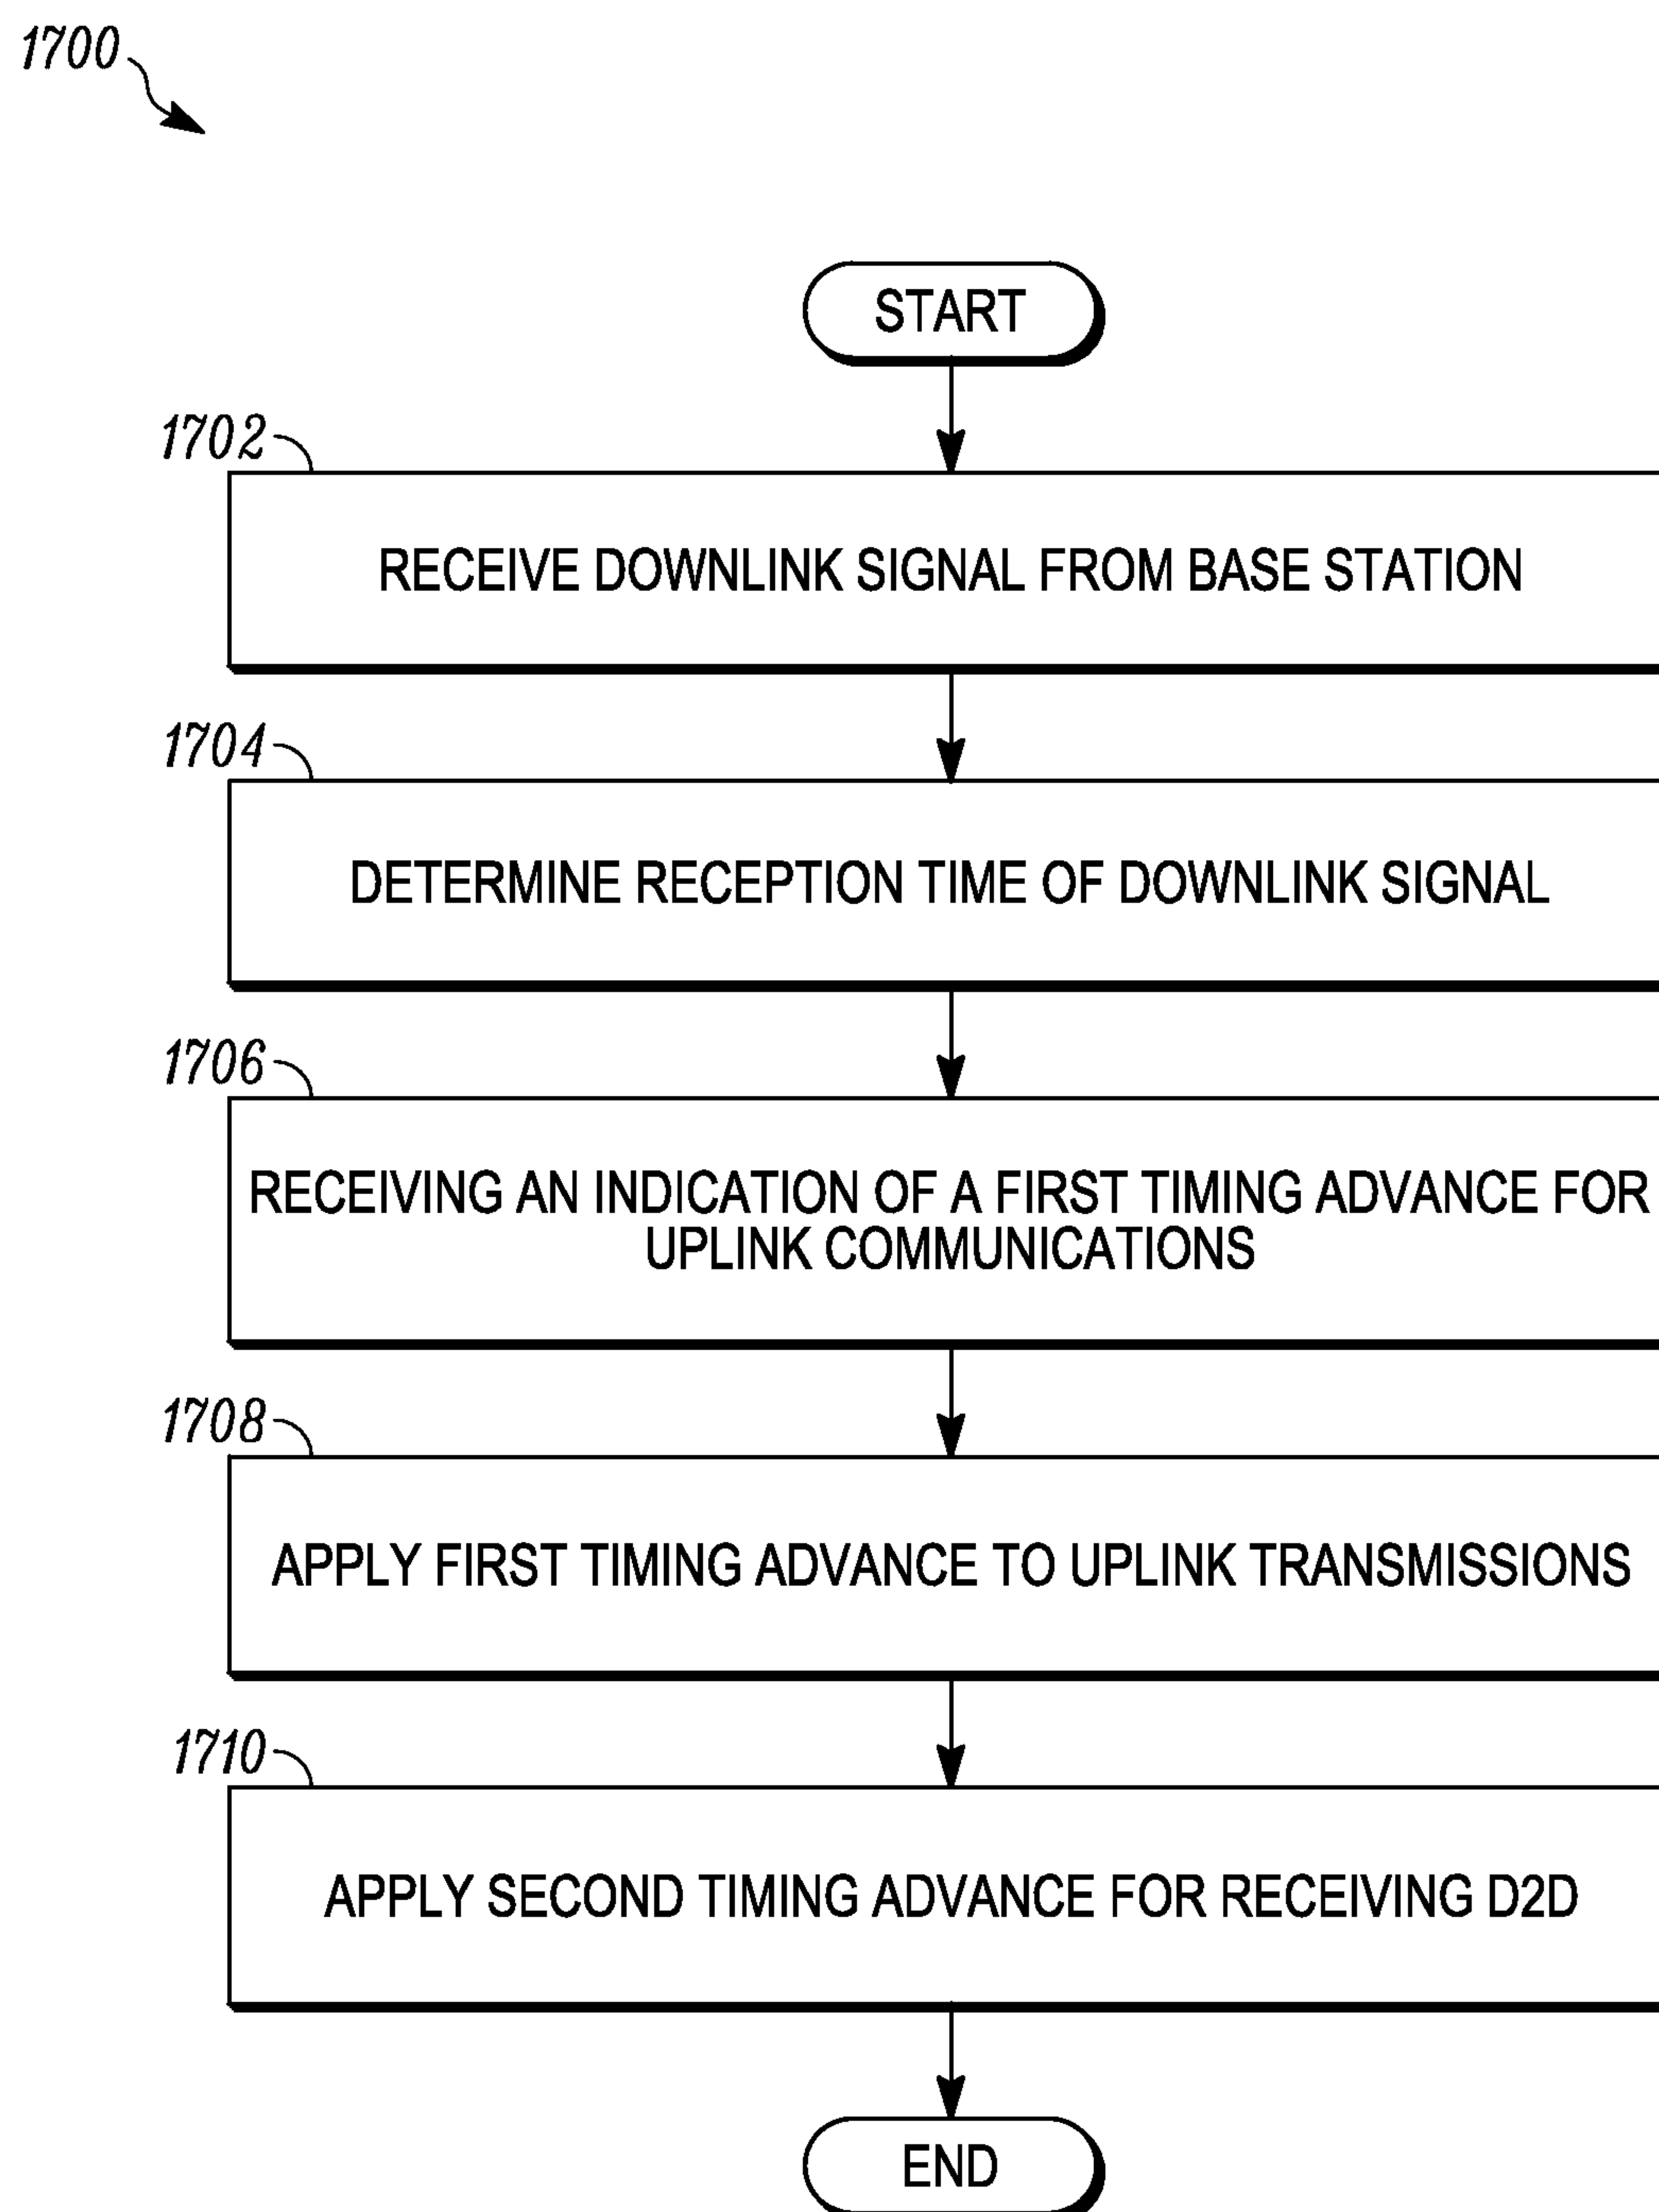 1700
START
1702
RECEIVE DOWNLINK SIGNAL FROM BASE STATION
1704
DETERMINE RECEPTION TIME OF DOWNLINK SIGNAL
1706
RECEIVING AN INDICATION OF A FIRST TIMING ADVANCE FOR
UPLINK COMMUNICATIONS
1708
APPLY FIRST TIMING ADVANCE TO UPLINK TRANSMISSIONS
1710
APPLY SECOND TIMING ADVANCE FOR RECEIVING D2D
END